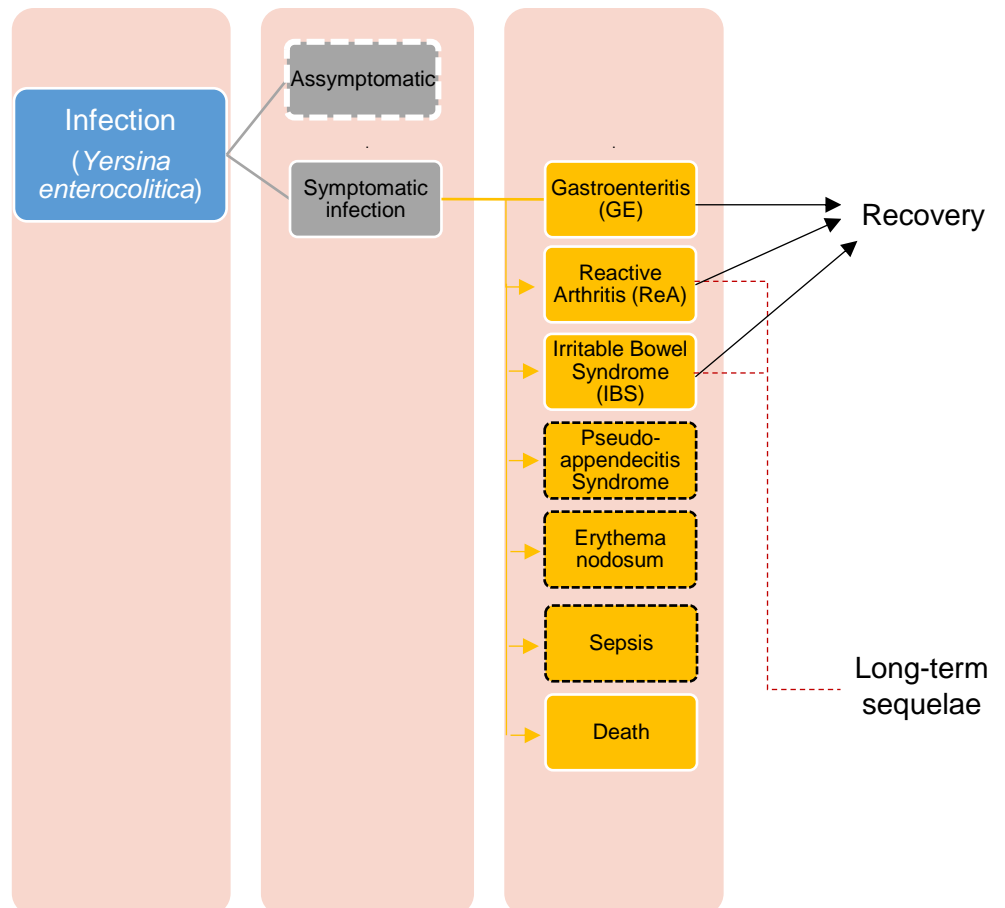 Infection
(Yersina
enterocolitica)
Assymptomatic
.
Symptomatic
infection
.
Gastroenteritis
(GE)
Reactive
Arthritis (ReA)
Irritable Bowel
Syndrome
(IBS)
Pseudo-
appendecitis
Syndrome
Erythema
nodosum
Sepsis
Death
Recovery
Long-term
sequelae